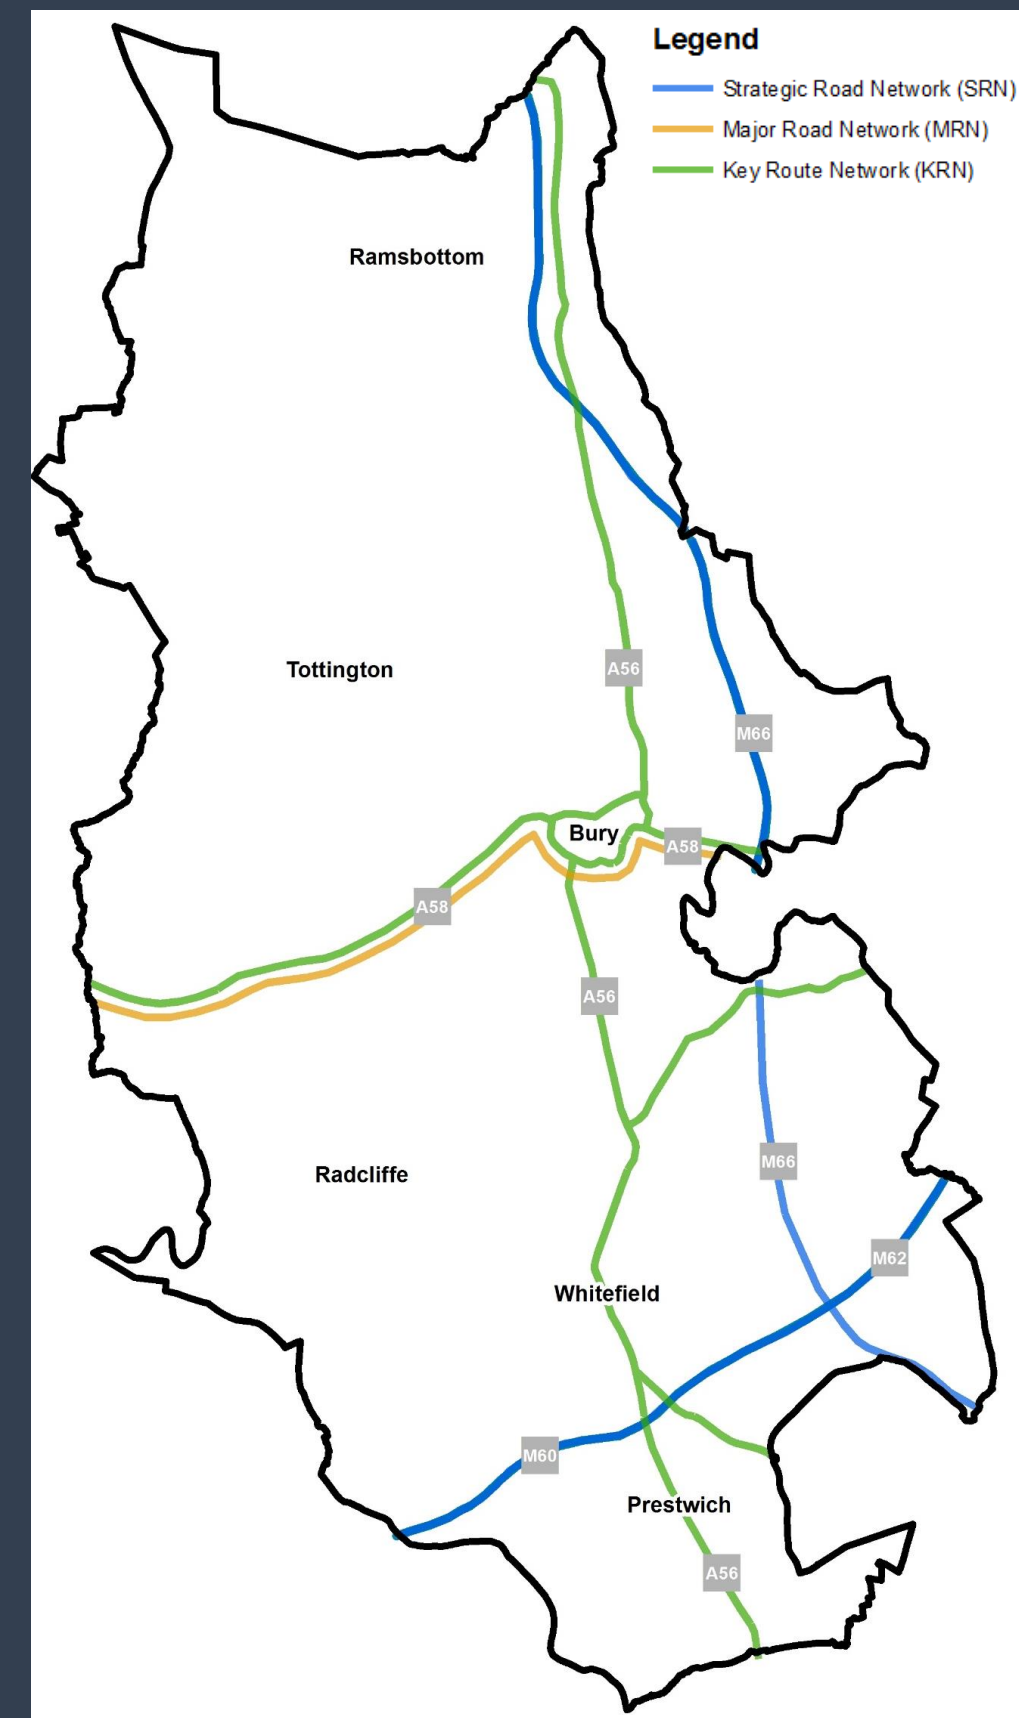 Legend
Strategic Road Network (SRN)
Major Road Network (MRN)
Key Route Network (KRN)
Ramsbottom
A56
Tottington
M66
Bury
A58
A58
A56
M66
Radcliffe
M62
Whitefield
M60
Prestwich
A56